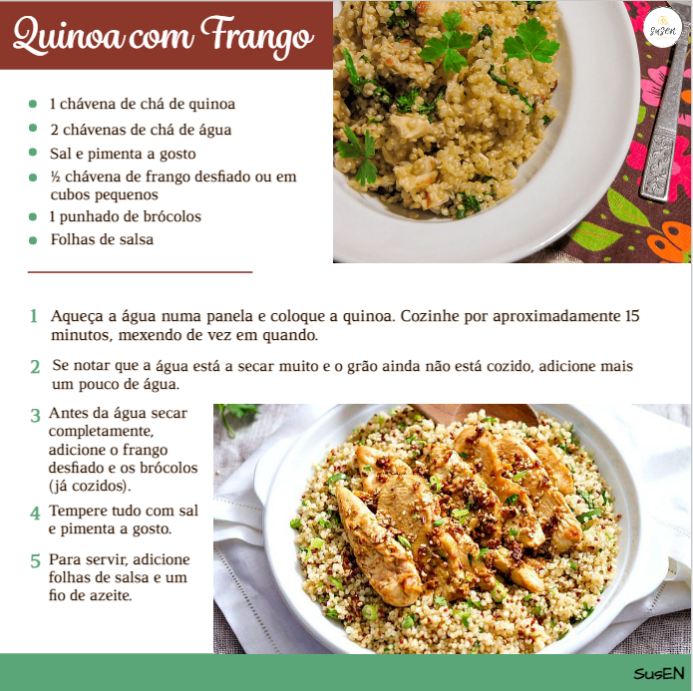 Quinoa com Frango
susen
1 chávena de chá de quinoa
2 chávenas de chá de água
Sal e pimenta a gosto
½ chávena de frango desfiado ou em
cubos pequenos
1 punhado de brócolos
Folhas de salsa
1 Aqueça a água numa panela e coloque a quinoa. Cozinhe por aproximadamente 15
minutos, mexendo de vez em quando.
2 Se notar que a água está a secar muito e o grão ainda não está cozido, adicione mais
um pouco de água.
3 Antes da água secar
completamente,
adicione o frango
desfiado e os brócolos
(já cozidos).
4 Tempere tudo com sal
e pimenta a gosto.
5 Para servir, adicione
folhas de salsa e um
fio de azeite.
SusEN